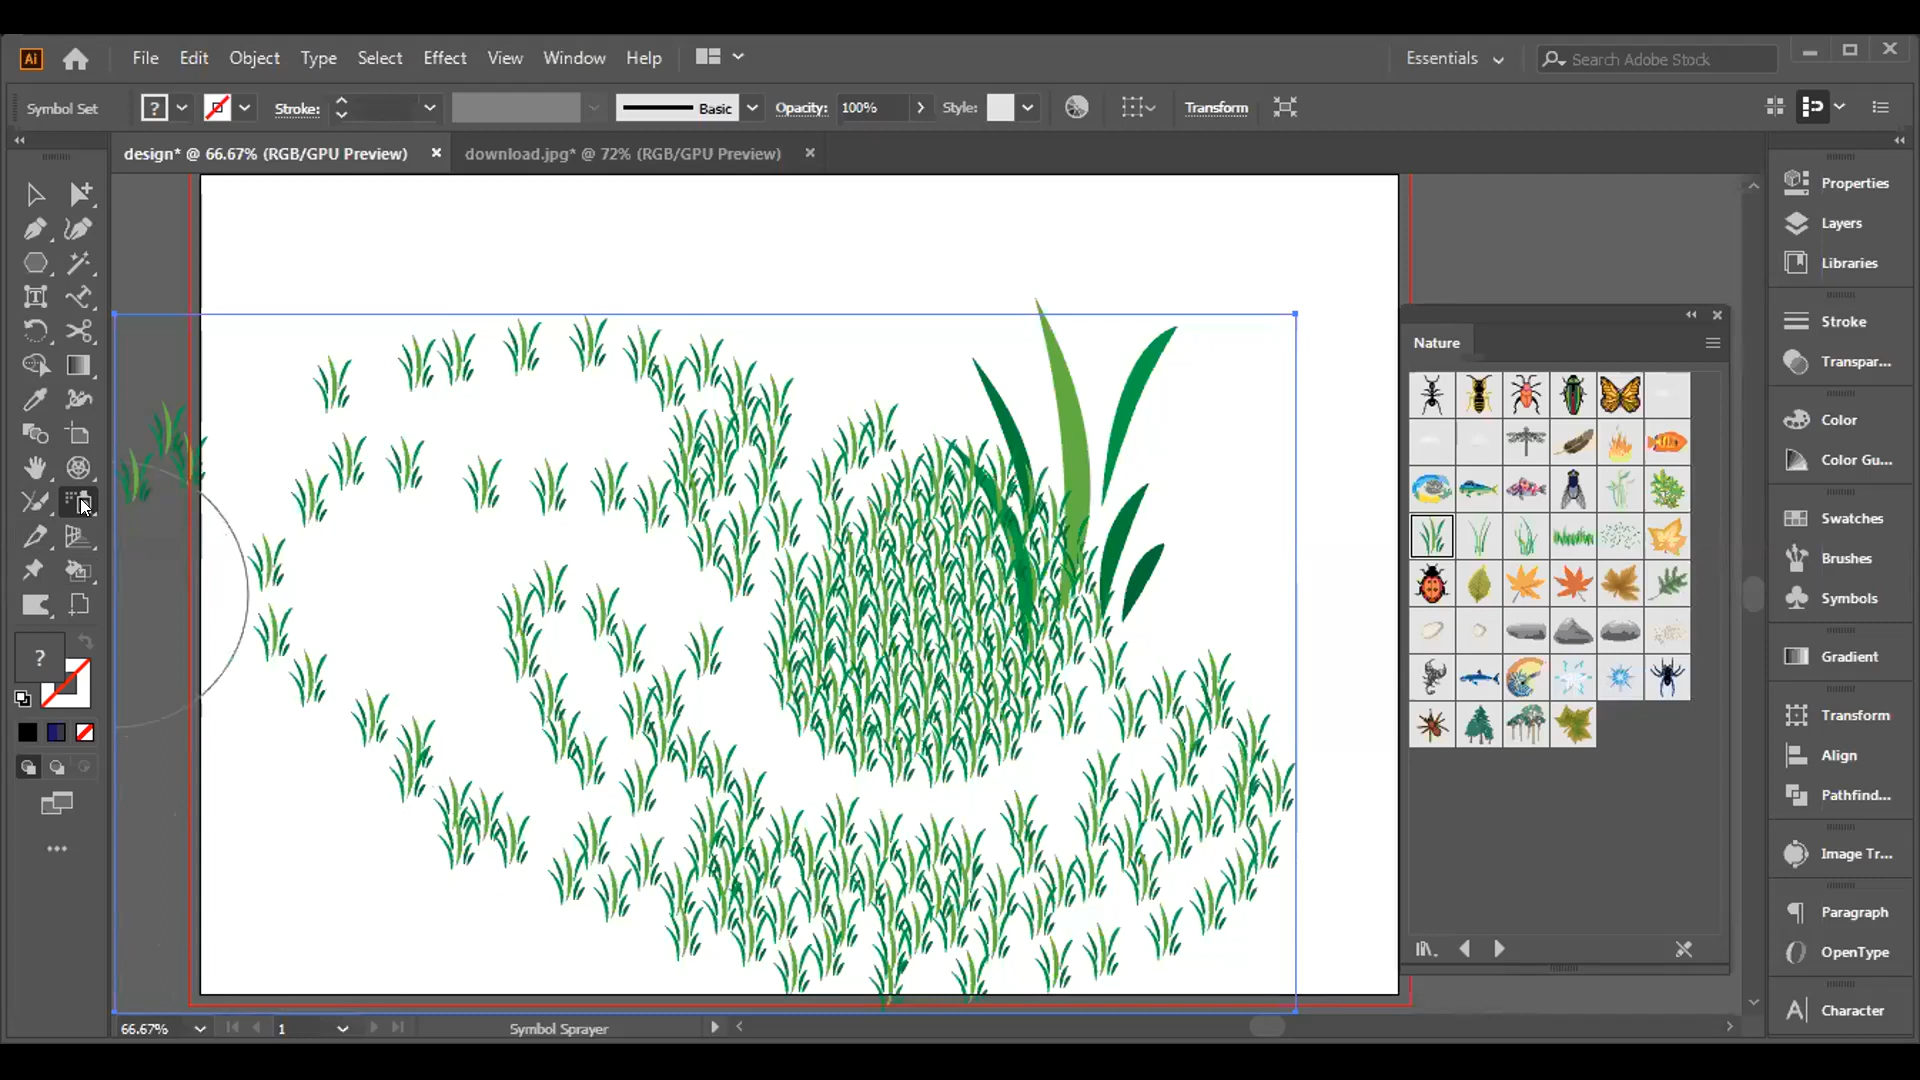 Ai File Edit Object Type Select Effect View Window Help Essentials Search Adobe Stock
Symbol Set ? Stroke: Basic Opacity: 100% Style: Transform
design* @ 66.67% (RGB/GPU Preview) download.jpg* @ 72% (RGB/GPU Preview)
Properties
Layers
Libraries
Stroke
Transpar...
Color
Color Gu...
Swatches
Brushes
Symbols
Gradient
Transform
Align
Pathfind...
Image Tr...
Paragraph
OpenType
Character
Nature
?
66.67% 1 Symbol Sprayer